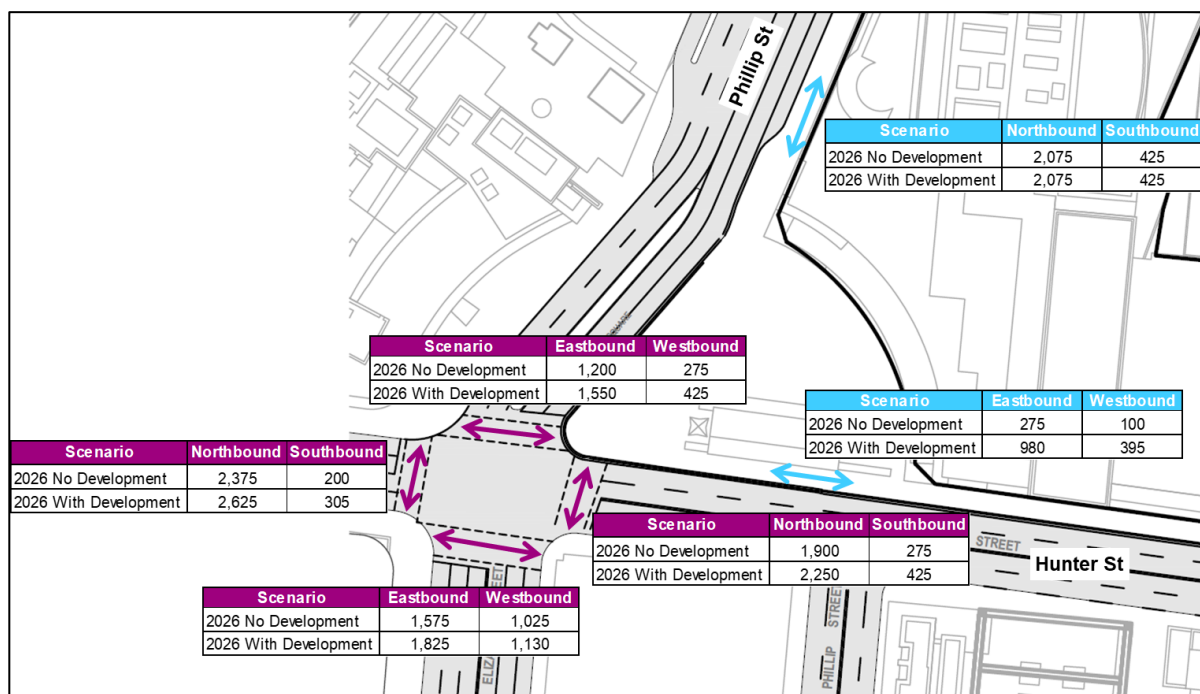 Phillip St
Scenario Northbound Southbound
2026 No Development 2,075 425
2026 With Development 2,075 425
Scenario Eastbound Westbound
2026 No Development 1,200 275
2026 With Development 1,550 425
Scenario Eastbound Westbound
2026 No Development 275 100
2026 With Development 980 395
Scenario Northbound Southbound
2026 No Development 2,375 200
2026 With Development 2,625 305
Scenario Northbound Southbound
2026 No Development 1,900 275
2026 With Development 2,250 425
STREET
Hunter St
Scenario Eastbound Westbound
2026 No Development 1,575 1,025
2026 With Development 1,825 1,130
PHILLIP STREET